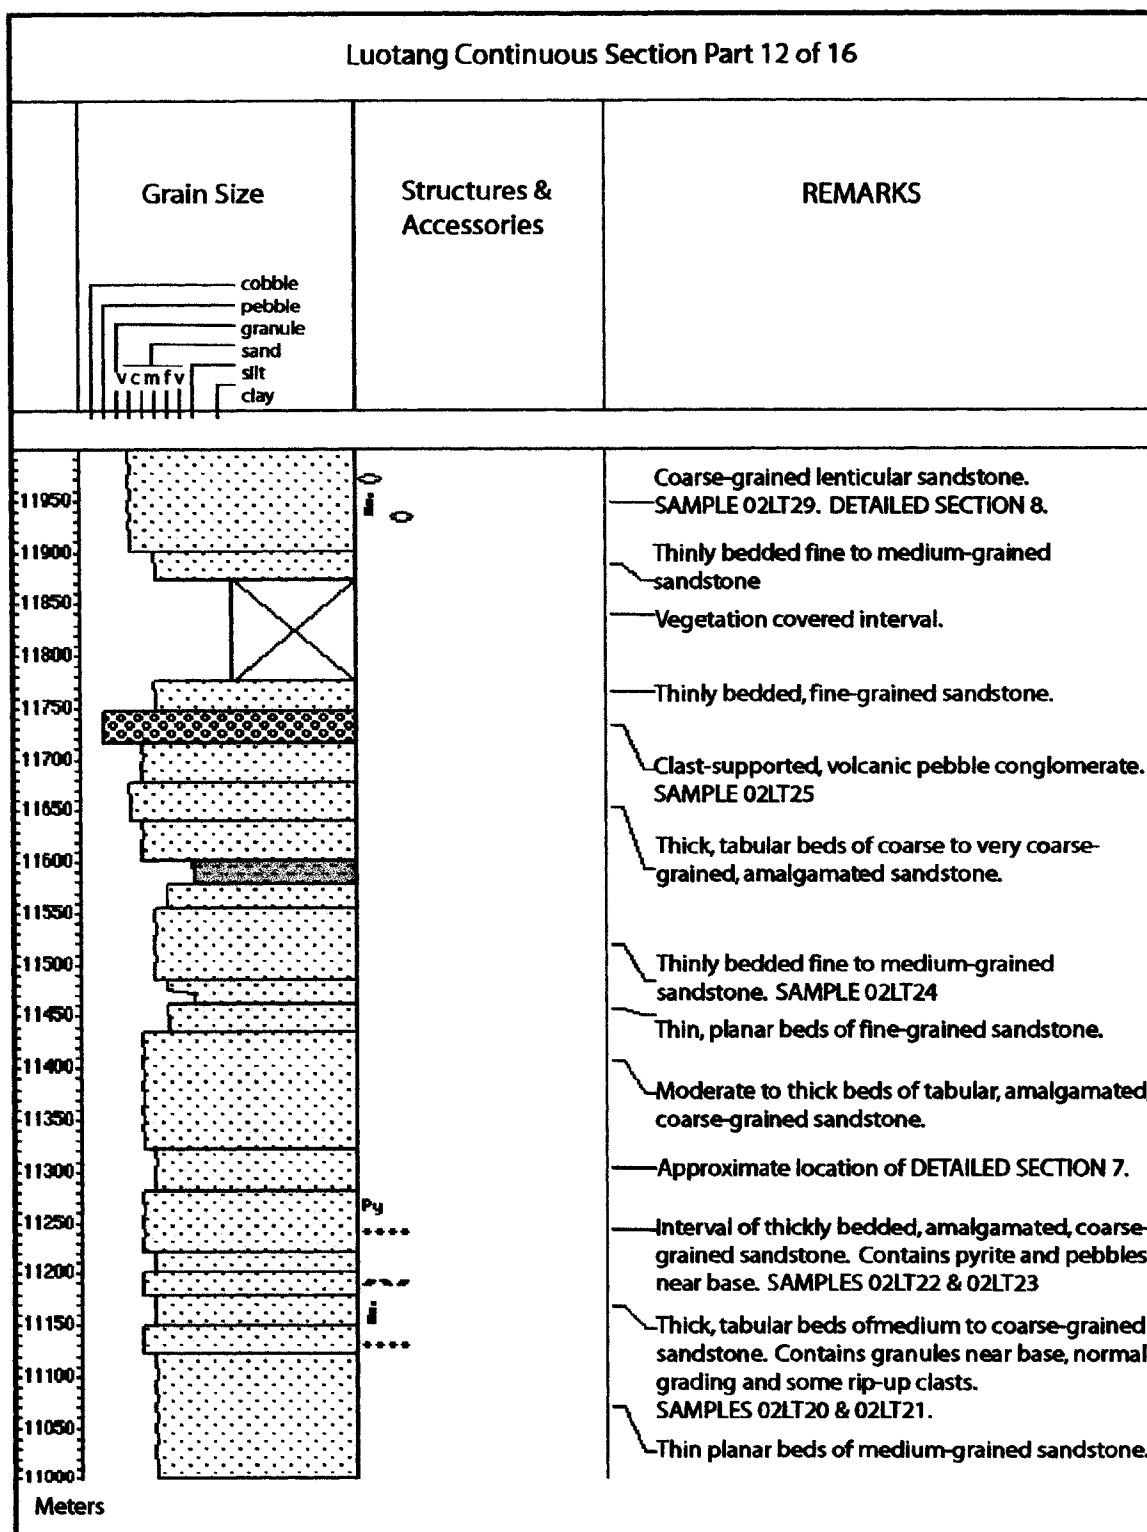 Luotang Continuous Section Part 12 of 16
Grain Size
Structures &
Accessories
REMARKS
cobble
pebble
granule
sand
silt
clay
v c m f v
11950
11900
11850
11800
11750
11700
11650
11600
11550
11500
11450
11400
11350
11300
11250
11200
11150
11100
11050
11000
Meters
Py
Coarse-grained lenticular sandstone.
SAMPLE 02LT29. DETAILED SECTION 8.
Thinly bedded fine to medium-grained
sandstone
Vegetation covered interval.
Thinly bedded, fine-grained sandstone.
Clast-supported, volcanic pebble conglomerate.
SAMPLE 02LT25
Thick, tabular beds of coarse to very coarse-
grained, amalgamated sandstone.
Thinly bedded fine to medium-grained
sandstone. SAMPLE 02LT24
Thin, planar beds of fine-grained sandstone.
Moderate to thick beds of tabular, amalgamated,
coarse-grained sandstone.
Approximate location of DETAILED SECTION 7.
Interval of thickly bedded, amalgamated, coarse-
grained sandstone. Contains pyrite and pebbles
near base. SAMPLES 02LT22 & 02LT23
Thick, tabular beds ofmedium to coarse-grained
sandstone. Contains granules near base, normal
grading and some rip-up clasts.
SAMPLES 02LT20 & 02LT21.
Thin planar beds of medium-grained sandstone.